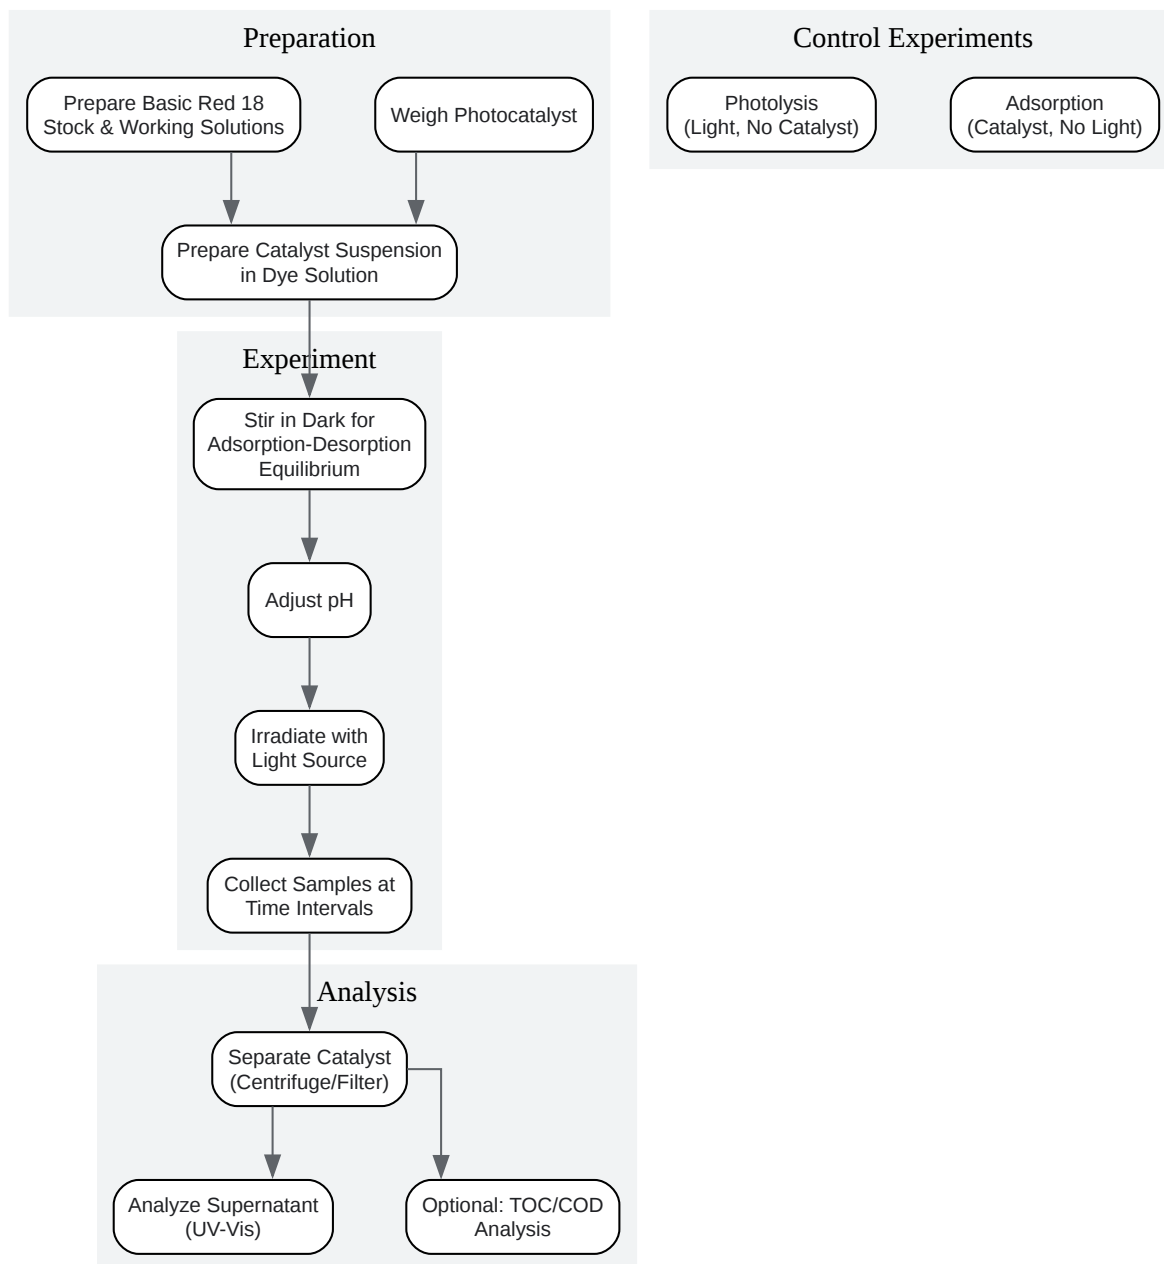 Preparation
Prepare Basic Red 18
Stock & Working Solutions
Weigh Photocatalyst
Prepare Catalyst Suspension
in Dye Solution
Control Experiments
Photolysis
(Light, No Catalyst)
Adsorption
(Catalyst, No Light)
Experiment
Stir in Dark for
Adsorption-Desorption
Equilibrium
Adjust pH
Irradiate with
Light Source
Collect Samples at
Time Intervals
Analysis
Separate Catalyst
(Centrifuge/Filter)
Analyze Supernatant
(UV-Vis)
Optional: TOC/COD
Analysis